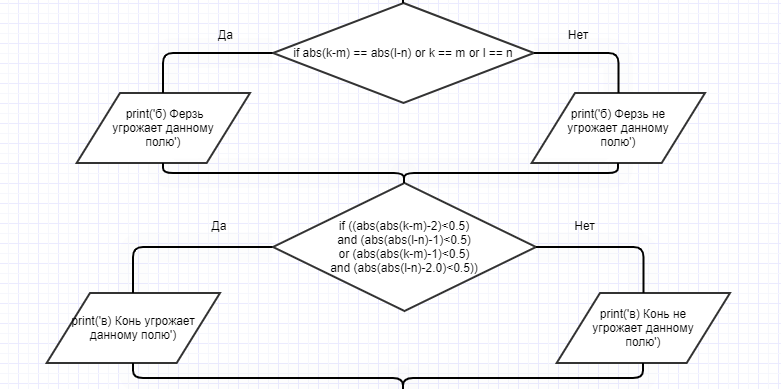 Да
Нет
if abs(k-m) == abs(l-n) or k == m or l == n
print('б) Ферзь
угрожает данному
полю')
print('б) Ферзь не
угрожает данному
полю')
Да
Нет
if ((abs(abs(k-m)-2)<0.5)
and (abs(abs(l-n)-1)<0.5)
or (abs(abs(k-m)-1)<0.5)
and (abs(abs(l-n)-2.0)<0.5))
print('в) Конь угрожает
данному полю')
print('в) Конь не
угрожает данному
полю')